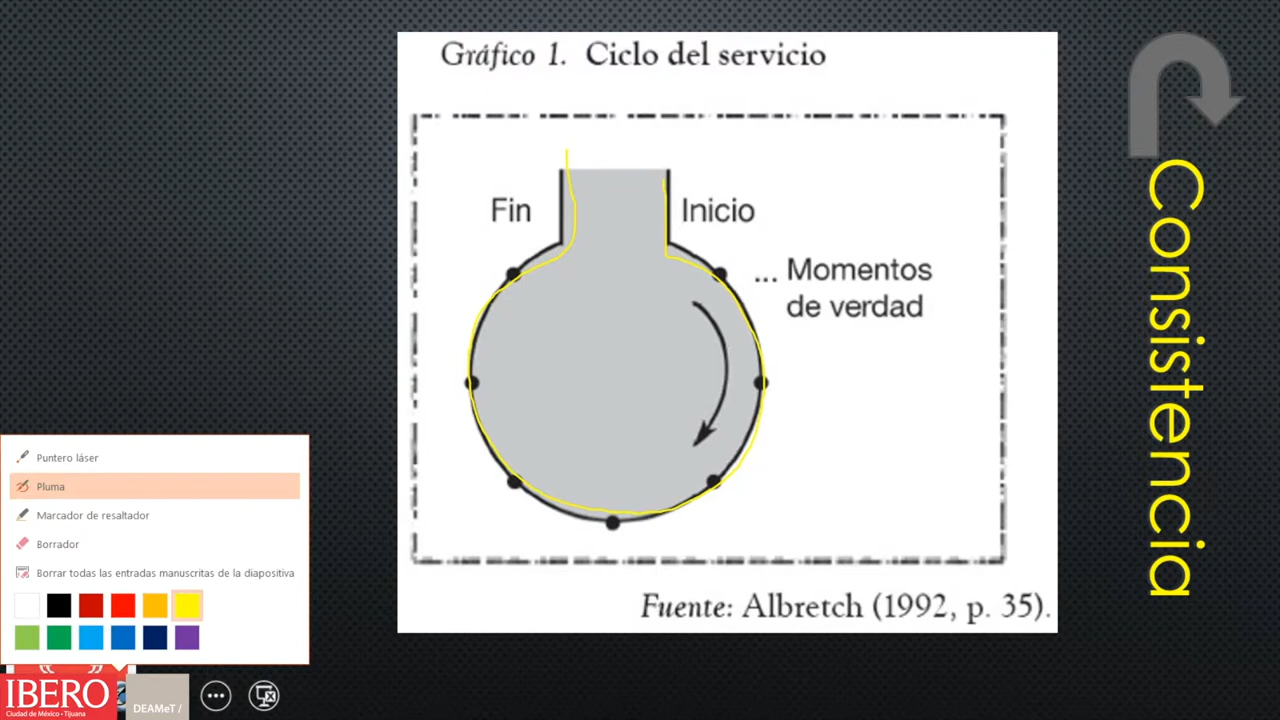 Gráfico 1. Ciclo del servicio
Fin
Inicio
... Momentos
de verdad
Fuente: Albretch (1992, p. 35).
Consistencia
Puntero láser
Pluma
Marcador de resaltador
Borrador
Borrar todas las entradas manuscritas de la diapositiva
IBERO
Ciudad de México • Tijuana
DEAMeT /